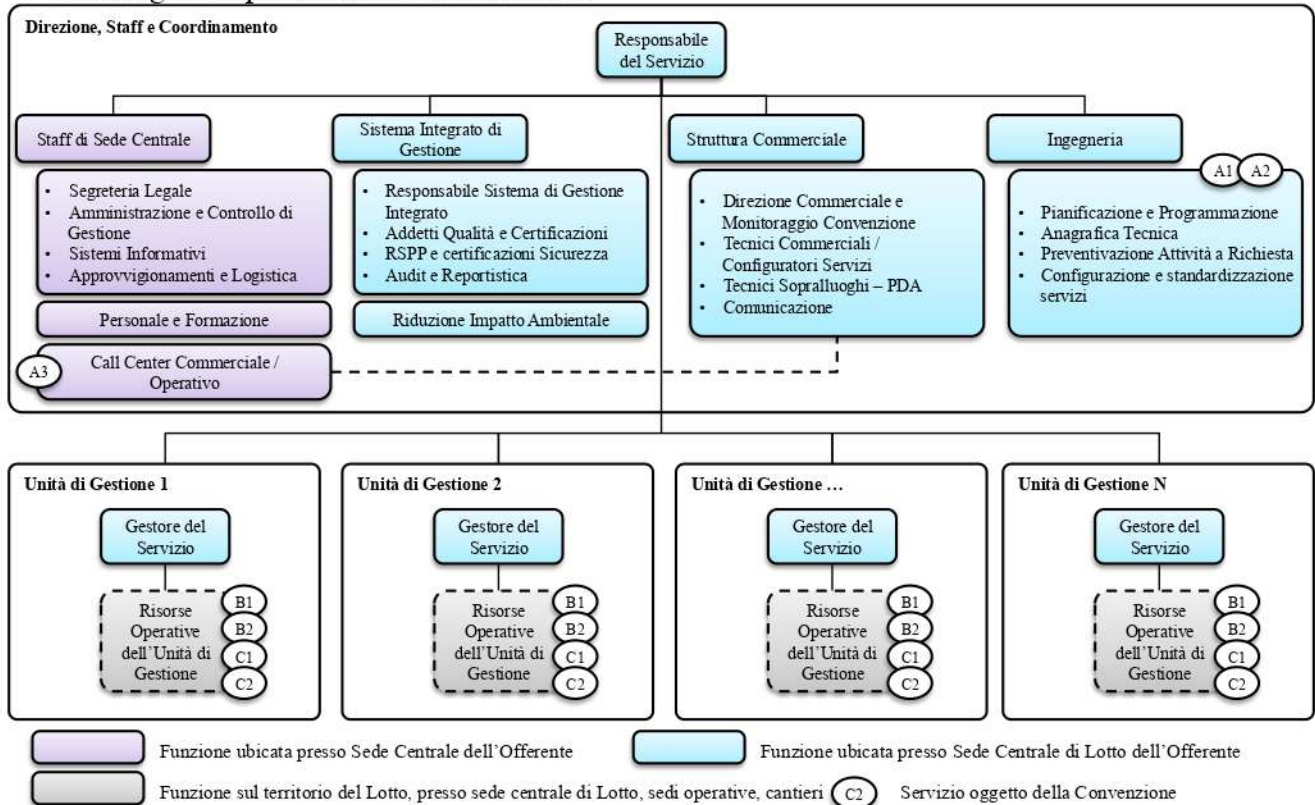 Direzione, Staff e Coordinamento
Responsabile
del Servizio
Staff di Sede Centrale
Sistema Integrato di
Gestione
Struttura Commerciale
Ingegneria
A1
A2
• Segreteria Legale
• Amministrazione e Controllo di
Gestione
• Sistemi Informativi
• Approvvigionamenti e Logistica
• Responsabile Sistema di Gestione
Integrato
• Addetti Qualità e Certificazioni
• RSPP e certificazioni Sicurezza
• Audit e Reportistica
• Direzione Commerciale e
Monitoraggio Convenzione
• Tecnici Commerciali /
Configuratori Servizi
• Tecnici Sopralluoghi – PDA
• Comunicazione
• Pianificazione e Programmazione
• Anagrafica Tecnica
• Preventivazione Attività a Richiesta
• Configurazione e standardizzazione
servizi
Personale e Formazione
Riduzione Impatto Ambientale
A3
Call Center Commerciale /
Operativo
Unità di Gestione 1
Gestore del
Servizio
Risorse
Operative
dell’Unità di
Gestione
B1
B2
C1
C2
Unità di Gestione 2
Gestore del
Servizio
Risorse
Operative
dell’Unità di
Gestione
B1
B2
C1
C2
Unità di Gestione …
Gestore del
Servizio
Risorse
Operative
dell’Unità di
Gestione
B1
B2
C1
C2
Unità di Gestione N
Gestore del
Servizio
Risorse
Operative
dell’Unità di
Gestione
B1
B2
C1
C2
Funzione ubicata presso Sede Centrale dell’Offerente
Funzione ubicata presso Sede Centrale di Lotto dell’Offerente
Funzione sul territorio del Lotto, presso sede centrale di Lotto, sedi operative, cantieri
C2
Servizio oggetto della Convenzione